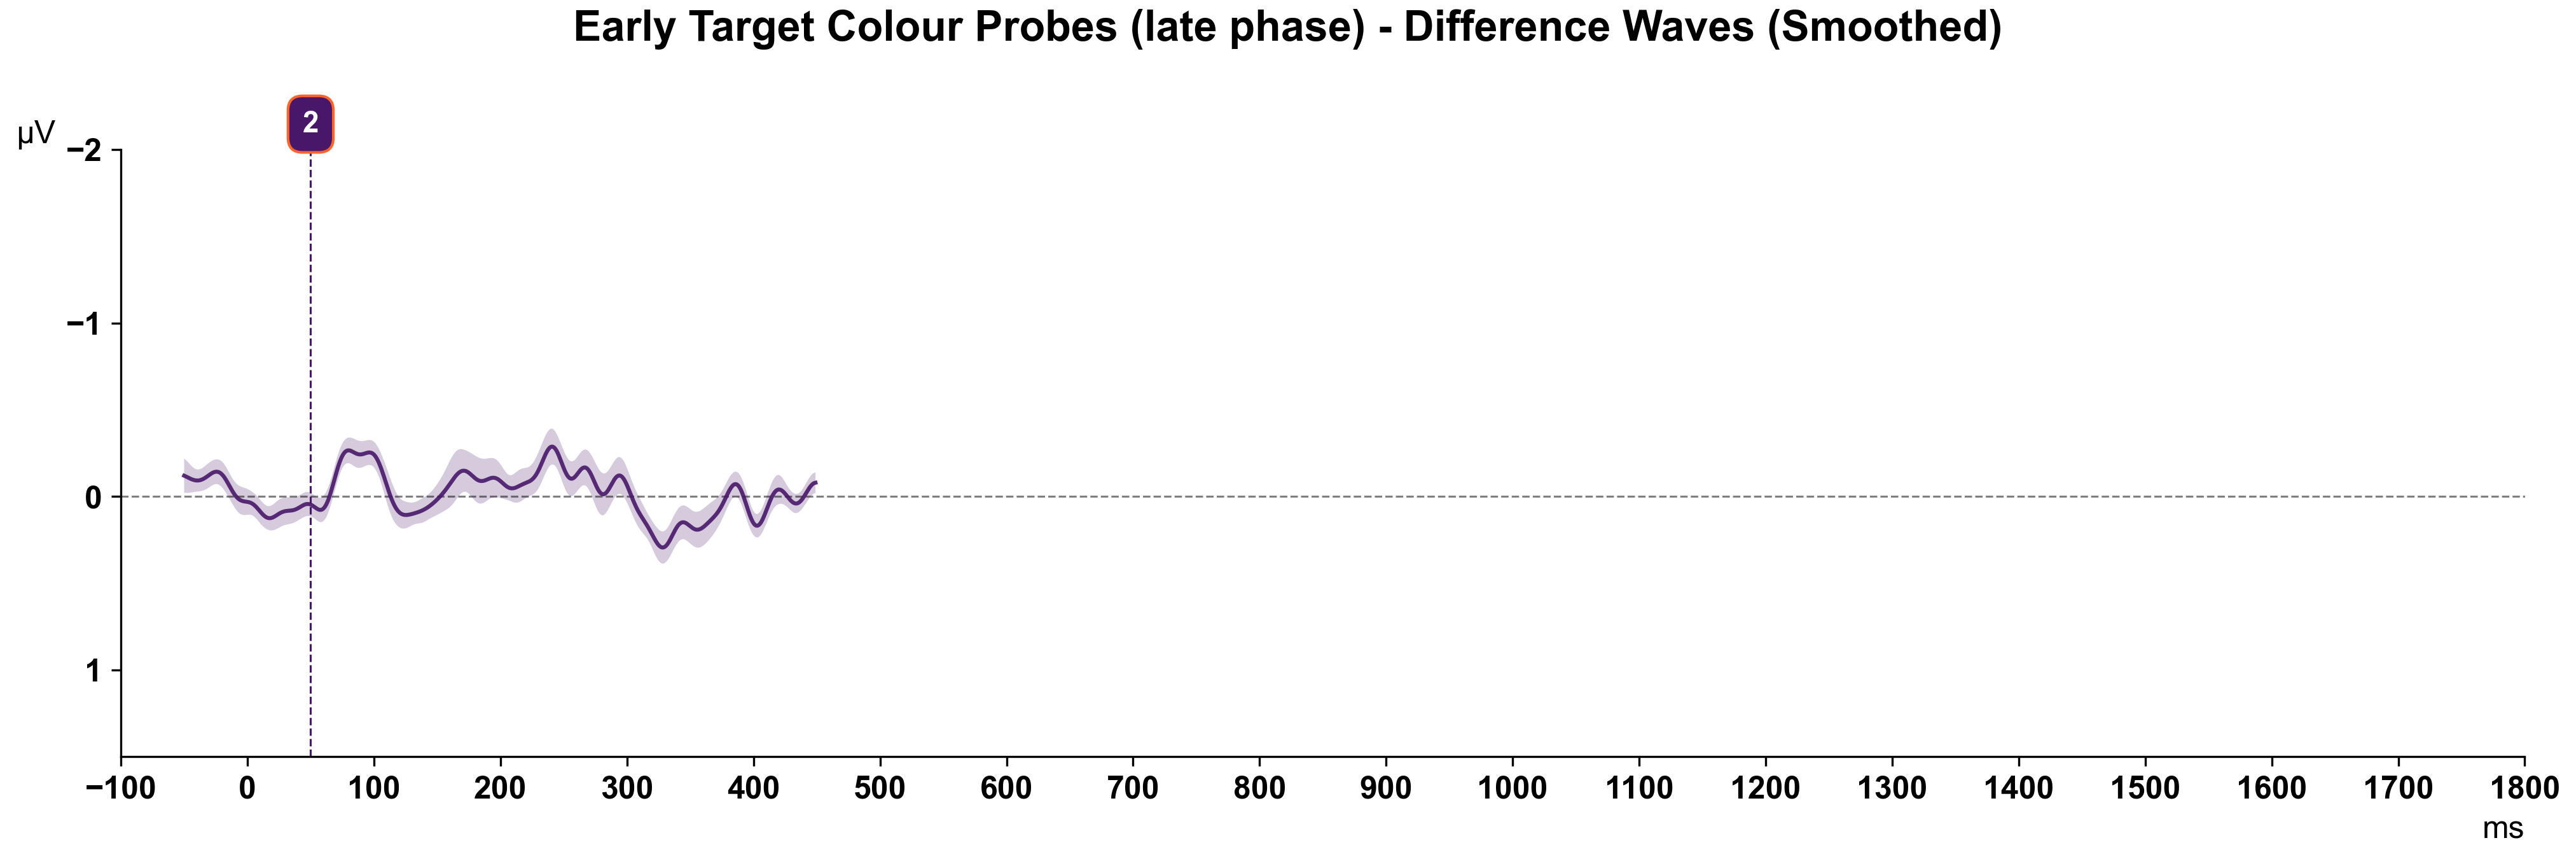 Early Target Colour Probes (late phase) - Difference Waves (Smoothed)
2
µV
−2
−1
0
1
−100 0 100 200 300 400 500 600 700 800 900 1000 1100 1200 1300 1400 1500 1600 1700 1800
ms